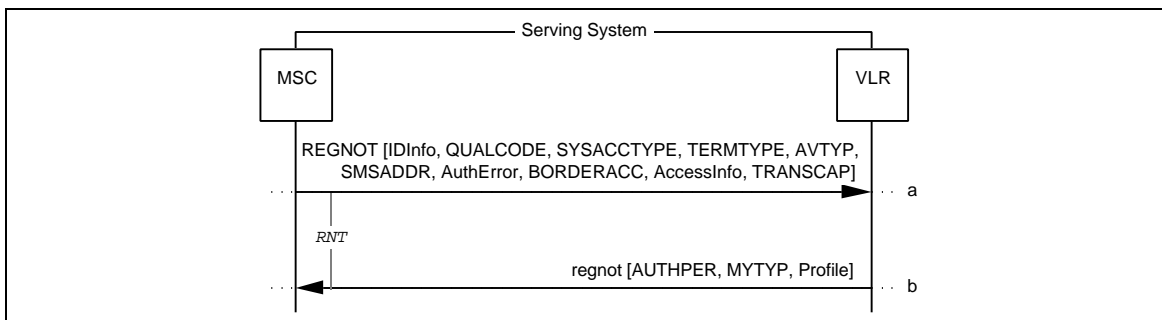 Serving System
MSC
VLR
REGNOT [IDInfo, QUALCODE, SYSACCTYPE, TERMTYPE, AVTYP,
SMSADDR, AuthError, BORDERACC, AccessInfo, TRANSCAP]
a
RNT
regnot [AUTHPER, MYTYP, Profile]
b